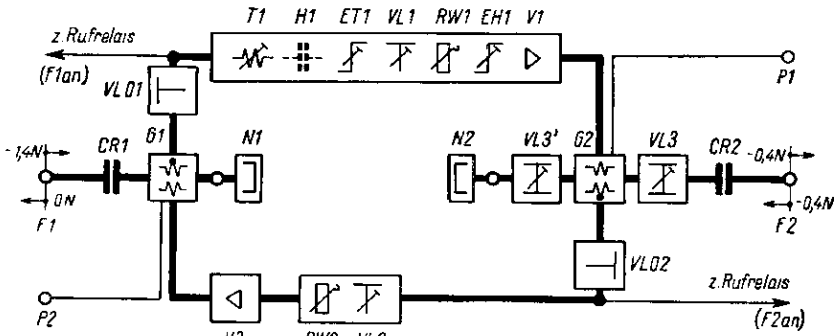 T1 H1 ET1 VL1 RW1 EH1 V1
z.Rufrelais
(F1an)
P1
VL01
G1 N1 N2 VL3' G2 VL3
CR1 CR2
-1,4N -0,4N
0N -0,4N
F1 F2
VL02
P2
z.Rufrelais
(F2an)